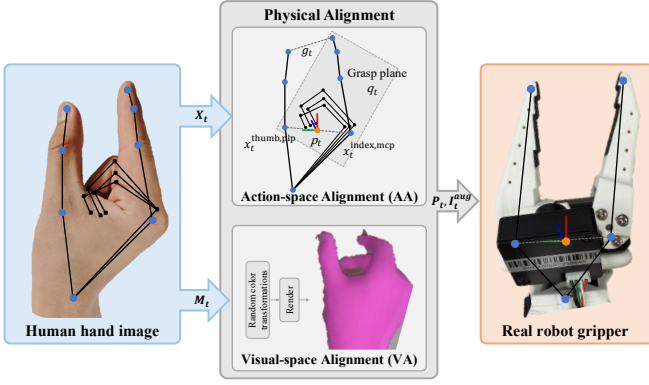 Physical Alignment
g_t
Grasp plane
q_t
X_t
x_t^{thumb,pip}
p_t
x_t^{index,mcp}
Action-space Alignment (AA)
P_t, I_t^{aug}
M_t
Random color
transformations
Render
Human hand image
Visual-space Alignment (VA)
Real robot gripper